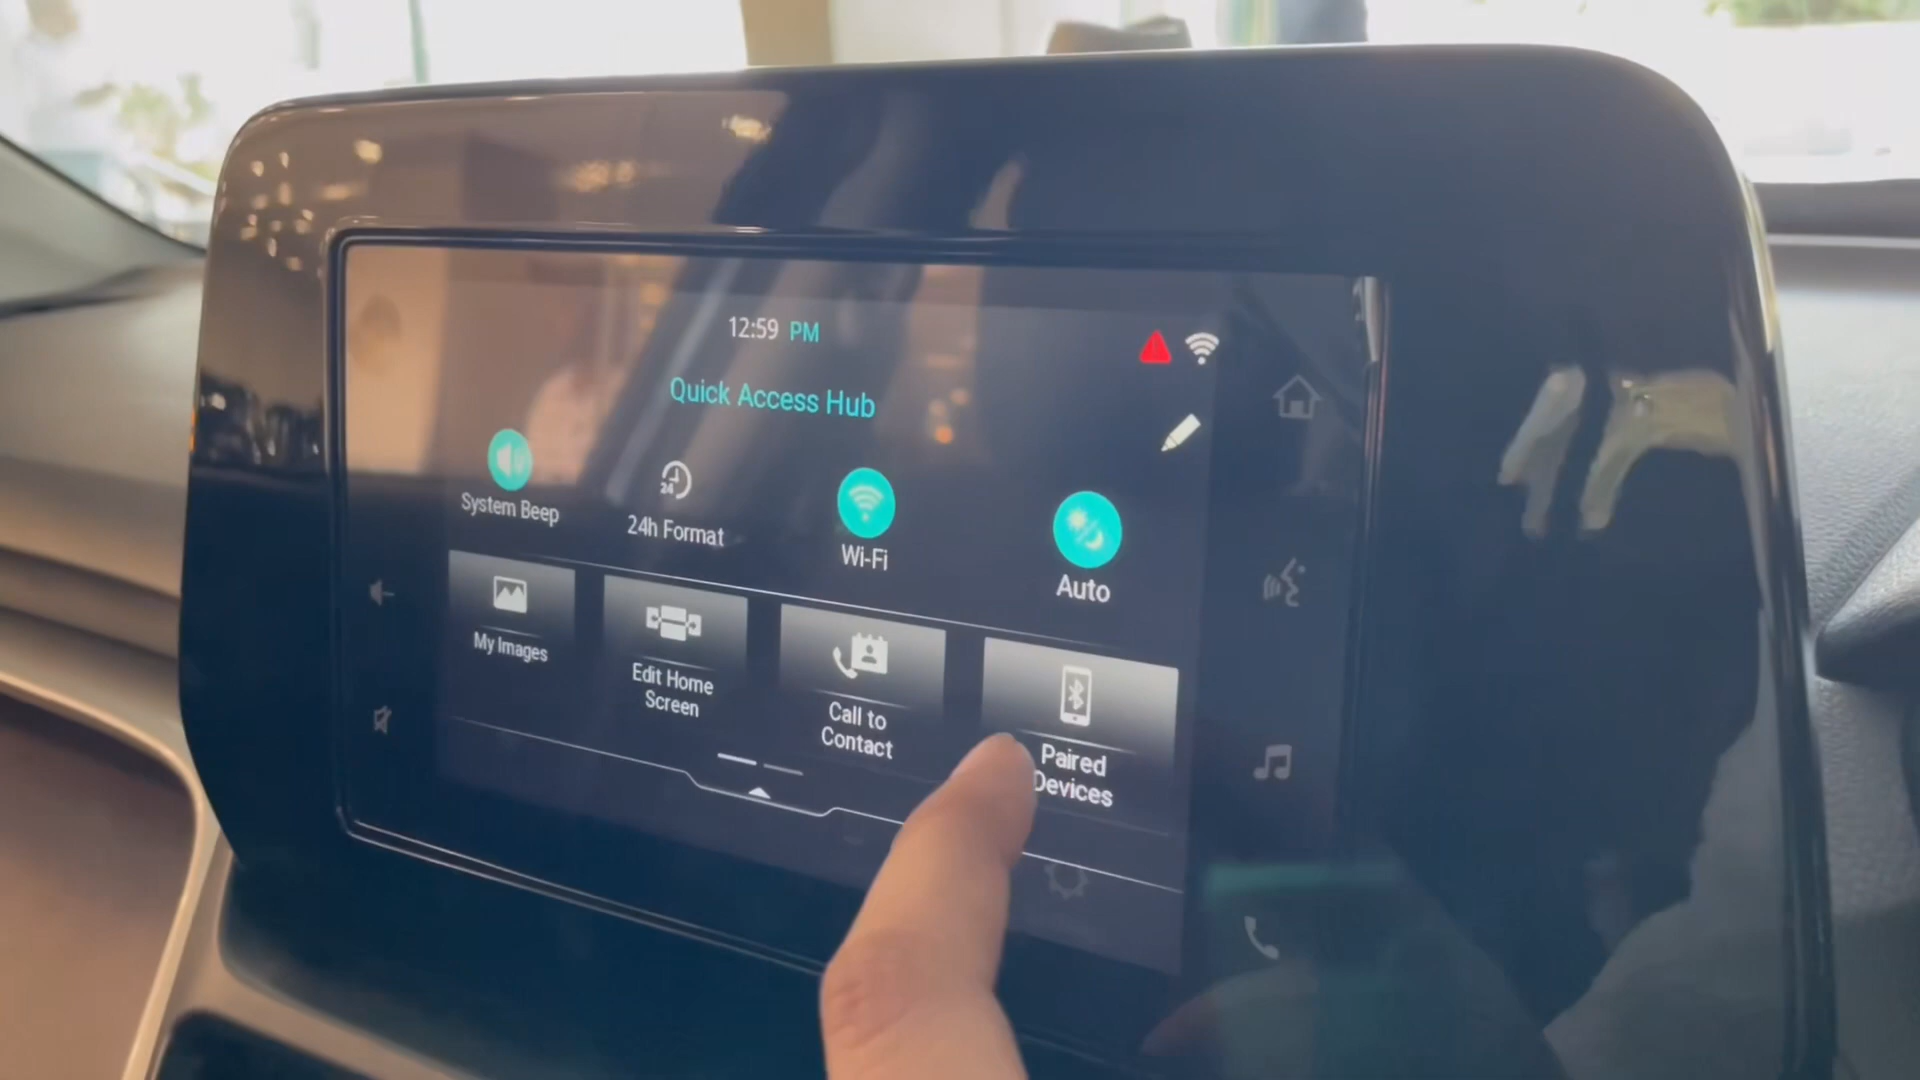 12:59 PM
Quick Access Hub
System Beep
24h Format
24
Wi-Fi
Auto
My Images
Edit Home
Screen
Call to
Contact
Paired
Devices